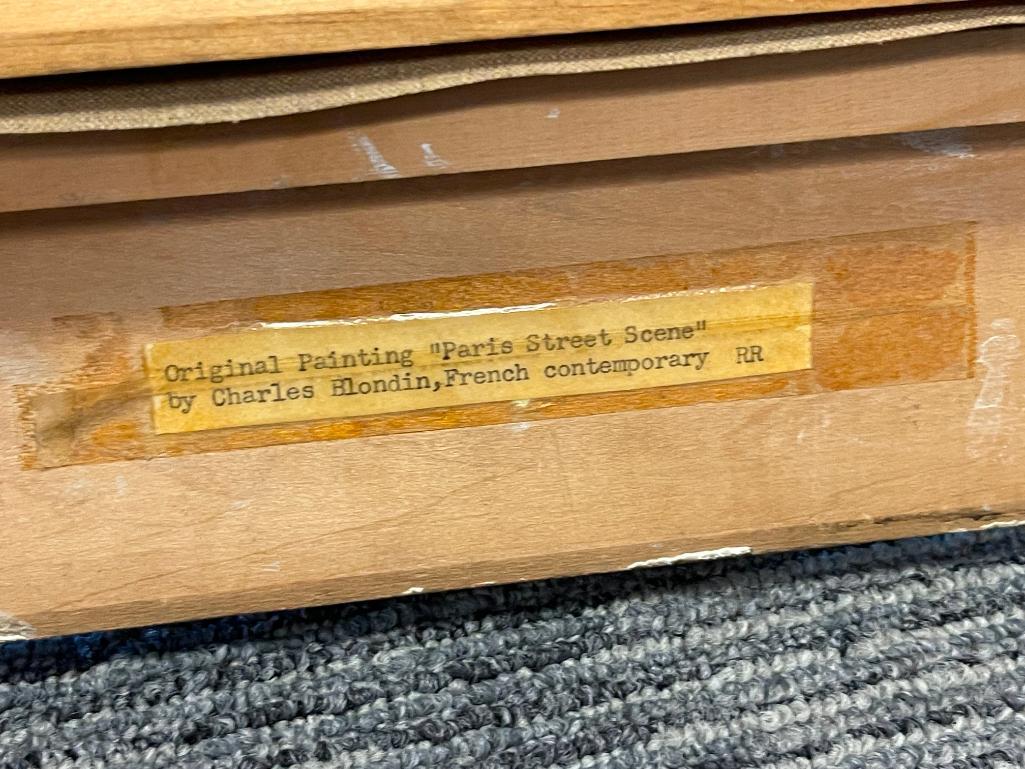 Original Painting "Paris Street Scene"
by Charles Blondin,French contemporary RR